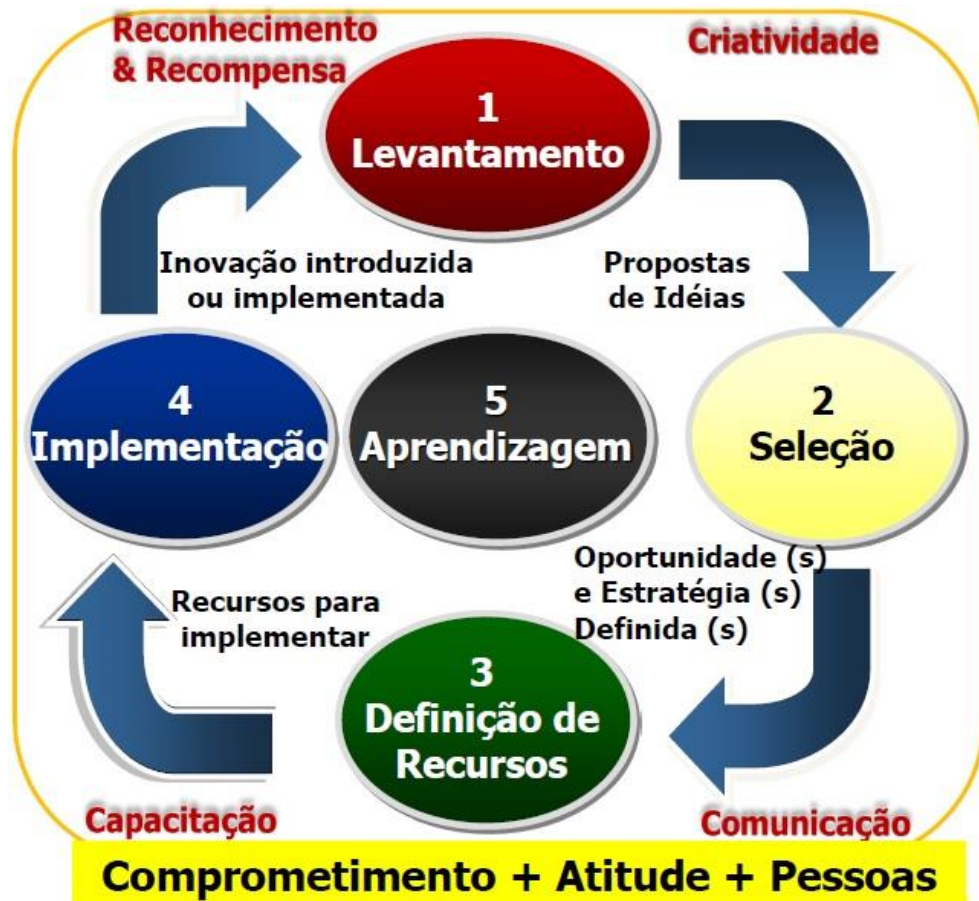 Reconhecimento
& Recompensa
Criatividade
1
Levantamento
Inovação introduzida
ou implementada
Propostas
de Idéias
4
Implementação
5
Aprendizagem
2
Seleção
Oportunidade (s)
e Estratégia (s)
Definida (s)
Recursos para
implementar
3
Definição de
Recursos
Capacitação
Comunicação
Comprometimento + Atitude + Pessoas